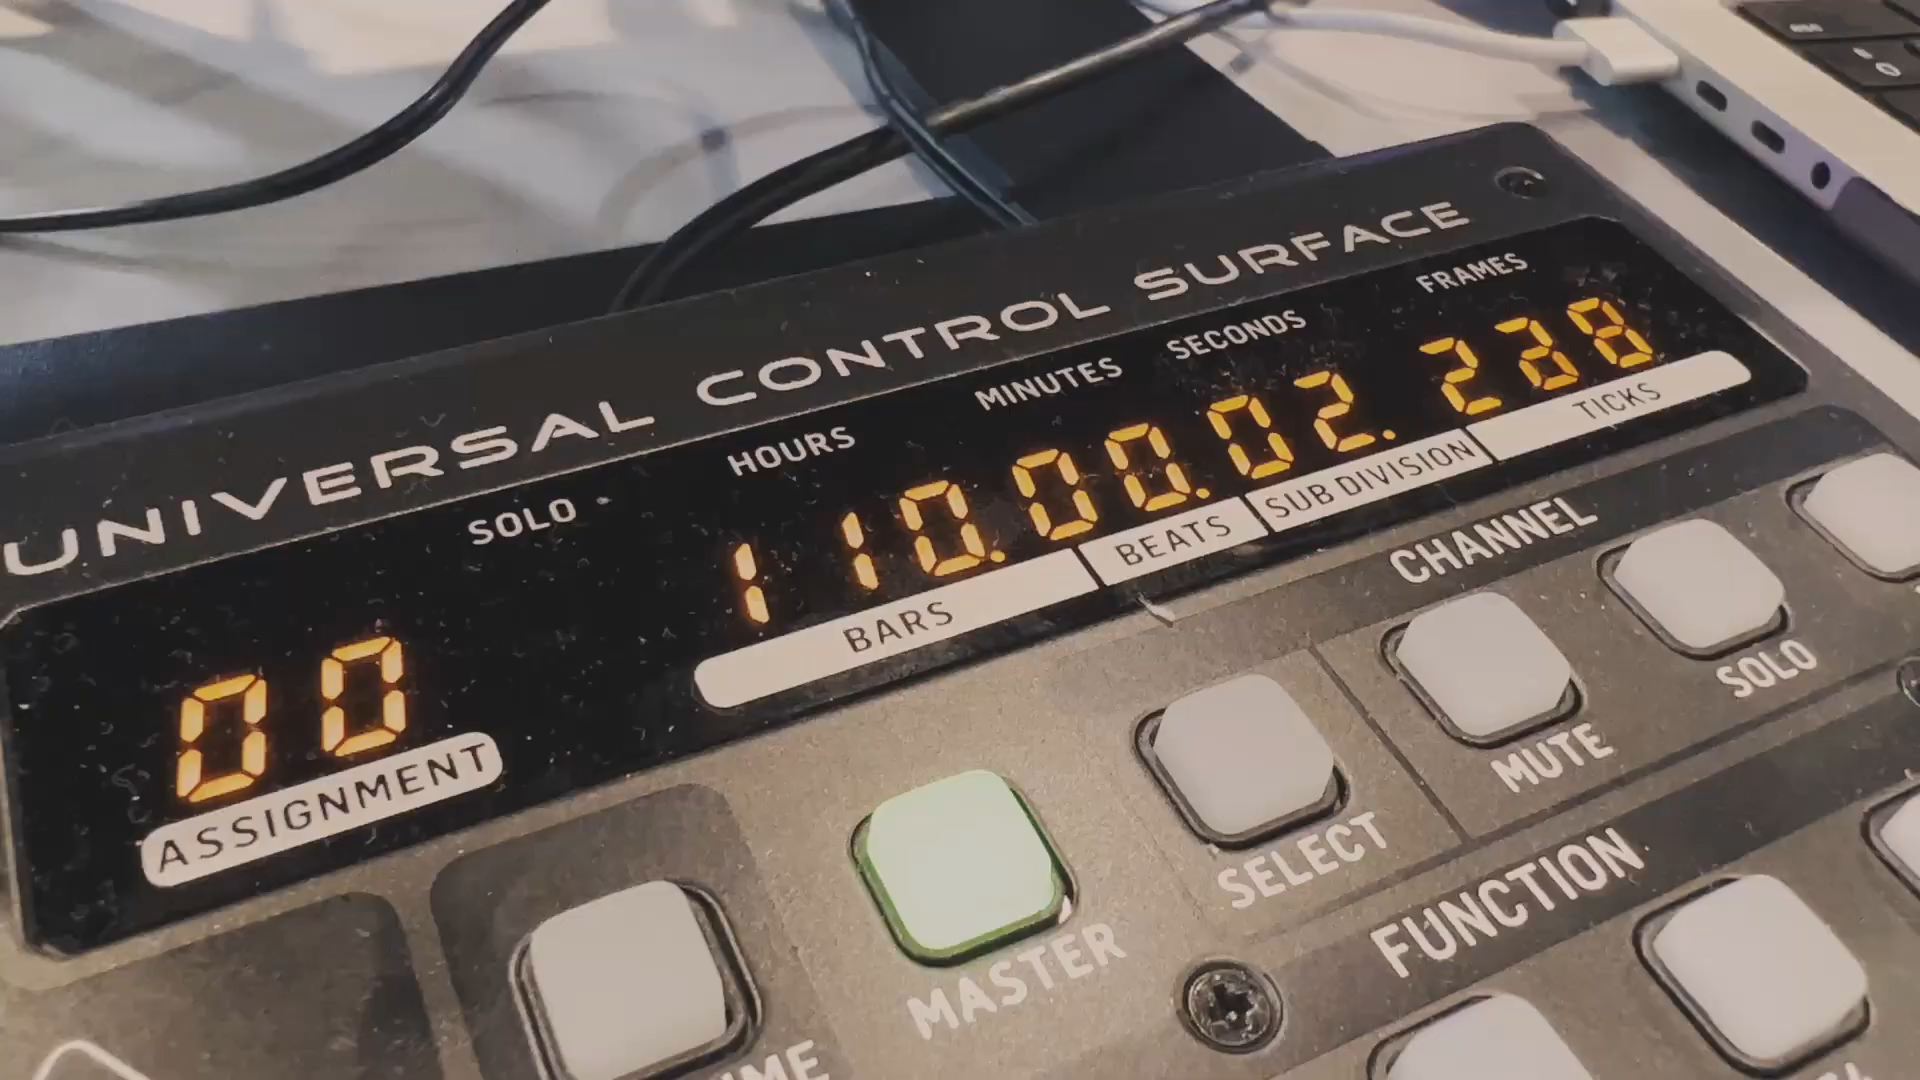 UNIVERSAL CONTROL SURFACE
SOLO
HOURS MINUTES SECONDS FRAMES
00
110.00.02.228
ASSIGNMENT
BARS BEATS SUB DIVISION TICKS
CHANNEL
MASTER SELECT MUTE SOLO
FUNCTION